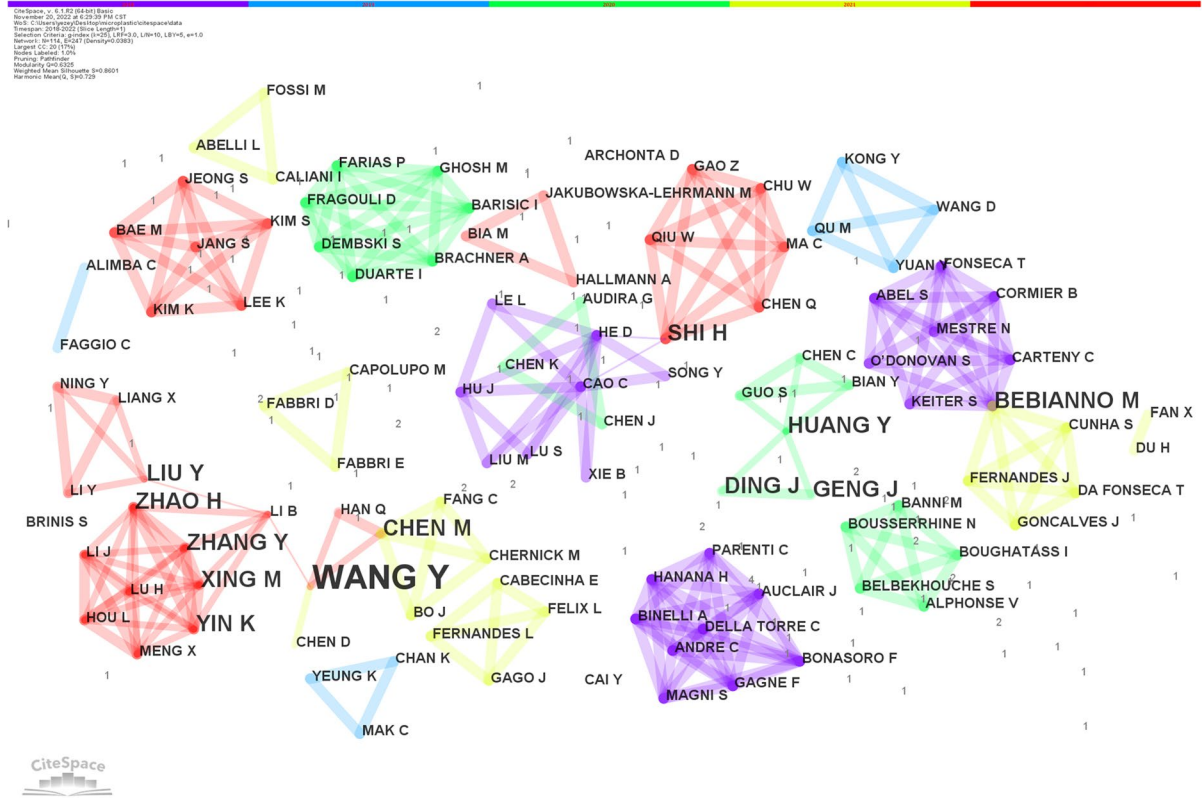 CiteSpace, v. 6.1.R2 (64-bit) Basic
November 20, 2022 at 6:29:39 PM CST
WoS: C:\Users\yezey\Desktop\microplastic\citespace\data
Timespan: 2018-2022 (Slice Length=1)
Selection Criteria: g-index (k=25), LRF=3.0, L/N=10, LBY=5, e=1.0
Network: N=114, E=247 (Density=0.0383)
Largest CC: 20 (17%)
Nodes Labeled: 1.0%
Pruning: Pathfinder
Modularity Q=0.6325
Weighted Mean Silhouette S=0.8601
Harmonic Mean(Q, S)=0.729
2019
2020
2021
FOSSI M
ABELLI L
CALIANI I
FARIAS P
GHOSH M
FRAGOULI D
BARISIC I
DEMBSKI S
BRACHNER A
DUARTE I
JEONG S
KIM S
BAE M
JANG S
KIM K
LEE K
ALIMBA C
FAGGIO C
ARCHONTA D
JAKUBOWSKA-LEHRMANN M
BIA M
HALLMANN A
GAO Z
CHU W
QIU W
MA C
CHEN Q
SHI H
KONG Y
WANG D
QU M
YUAN Y
FONSECA T
ABEL S
CORMIER B
MESTRE N
O'DONOVAN S
CARTENY C
KEITER S
BEBIANNO M
CUNHA S
FERNANDES J
DA FONSECA T
GONCALVES J
FAN X
DU H
LE L
AUDIRA G
HE D
CHEN K
CAO C
SONG Y
HU J
CHEN J
LIU M
LU S
XIE B
CHEN C
GUO S
BIAN Y
HUANG Y
DING J
GENG J
CAPOLUPO M
FABBRI D
FABBRI E
NING Y
LIANG X
LIU Y
LI Y
ZHAO H
BRINIS S
LI B
ZHANG Y
LI J
XING M
LU H
HOU L
YIN K
MENG X
HAN Q
CHEN M
WANG Y
CHEN D
FANG C
CHERNICK M
BO J
CABECINHA E
FELIX L
FERNANDES L
GAGO J
CHAN K
YEUNG K
MAK C
CAI Y
PARENTI C
HANANA H
AUCLAIR J
BINELLI A
DELLA TORRE C
ANDRE C
BONASORO F
GAGNE F
MAGNI S
BANNI M
BOUSSERRHINE N
BOUGHATASS I
BELBEKHOUCHE S
ALPHONSE V
CiteSpace